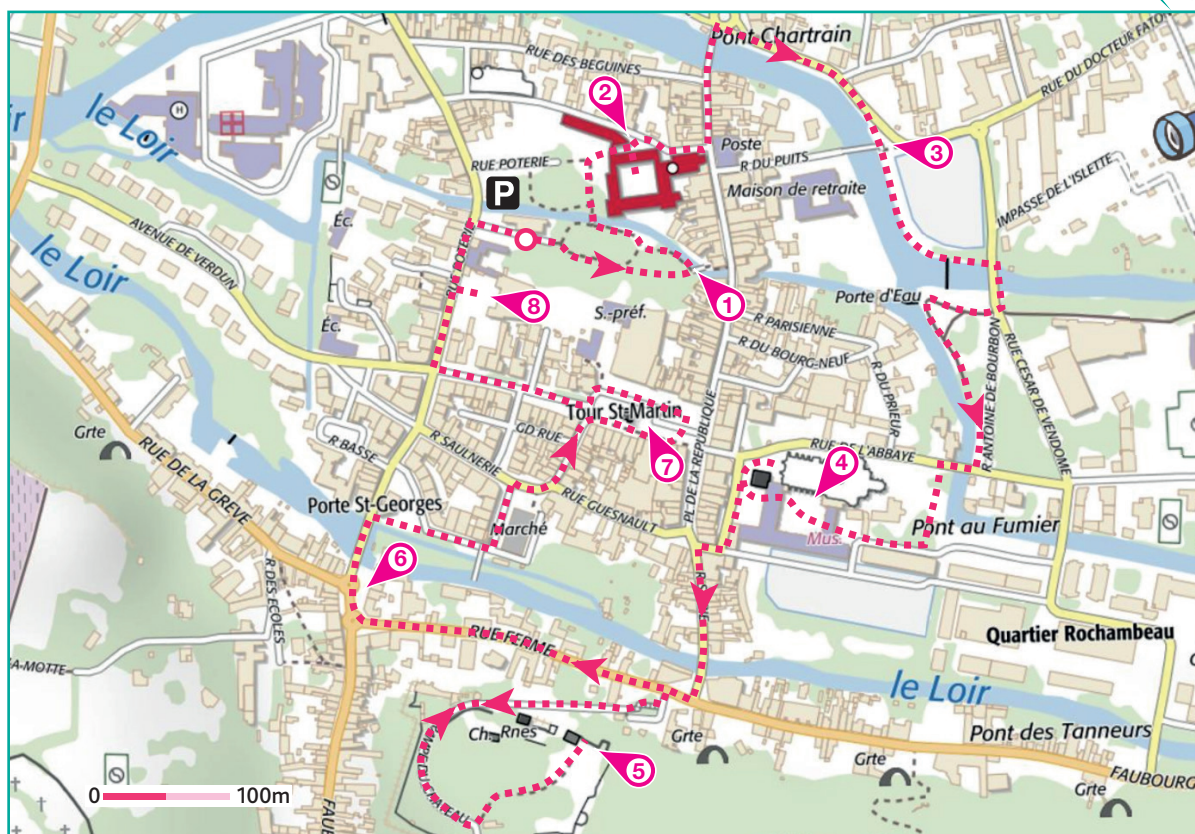 Pont Chartrain
RUE DES BEGUINES
RUE DU DOCTEUR FATON
2
H
le Loir
Poste
3
R DU PUITS
RUE POTERIE
P
Maison de retraite
IMPASSE DE L'ISLETTE
Éc.
AVENUE DE VERDUN
le Loir
RUE POTERIE
1
Porte d'Eau
8
S.-préf.
Éc.
R PARISIENNE
R DU BOURG-NEUF
R DU PRIEUR
R ANTOINE DE BOURBON
RUE CESAR DE VENDOME
PL DE LA REPUBLIQUE
Tour St-Martin
GD RUE
Grte
R BASSE
R SAULNERIE
RUE DE L'ABBAYE
7
4
RUE DE LA GREVE
RUE GUESNAULT
Porte St-Georges
Marché
Mus.
Pont au Fumier
6
R DES ECOLES
RUE FERME
Quartier Rochambeau
A-MOTTE
le Loir
Pont des Tanneurs
5
Grte
Grte
Grte
FAUBOURG
0
100m
FAUB